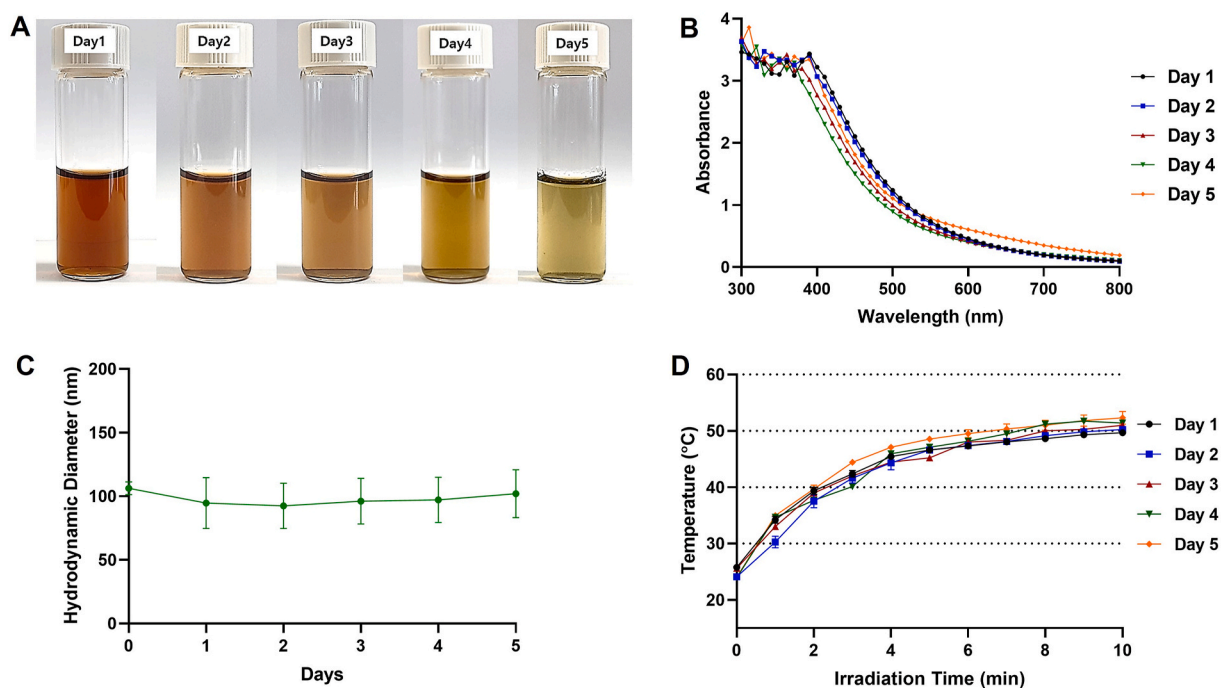 A
Day1
Day2
Day3
Day4
Day5
B
4
3
2
1
0
Absorbance
300
400
500
600
700
800
Wavelength (nm)
Day 1
Day 2
Day 3
Day 4
Day 5
C
200
150
100
50
0
Hydrodynamic Diameter (nm)
0
1
2
3
4
5
Days
D
60
50
40
30
20
Temperature (°C)
0
2
4
6
8
10
Irradiation Time (min)
Day 1
Day 2
Day 3
Day 4
Day 5